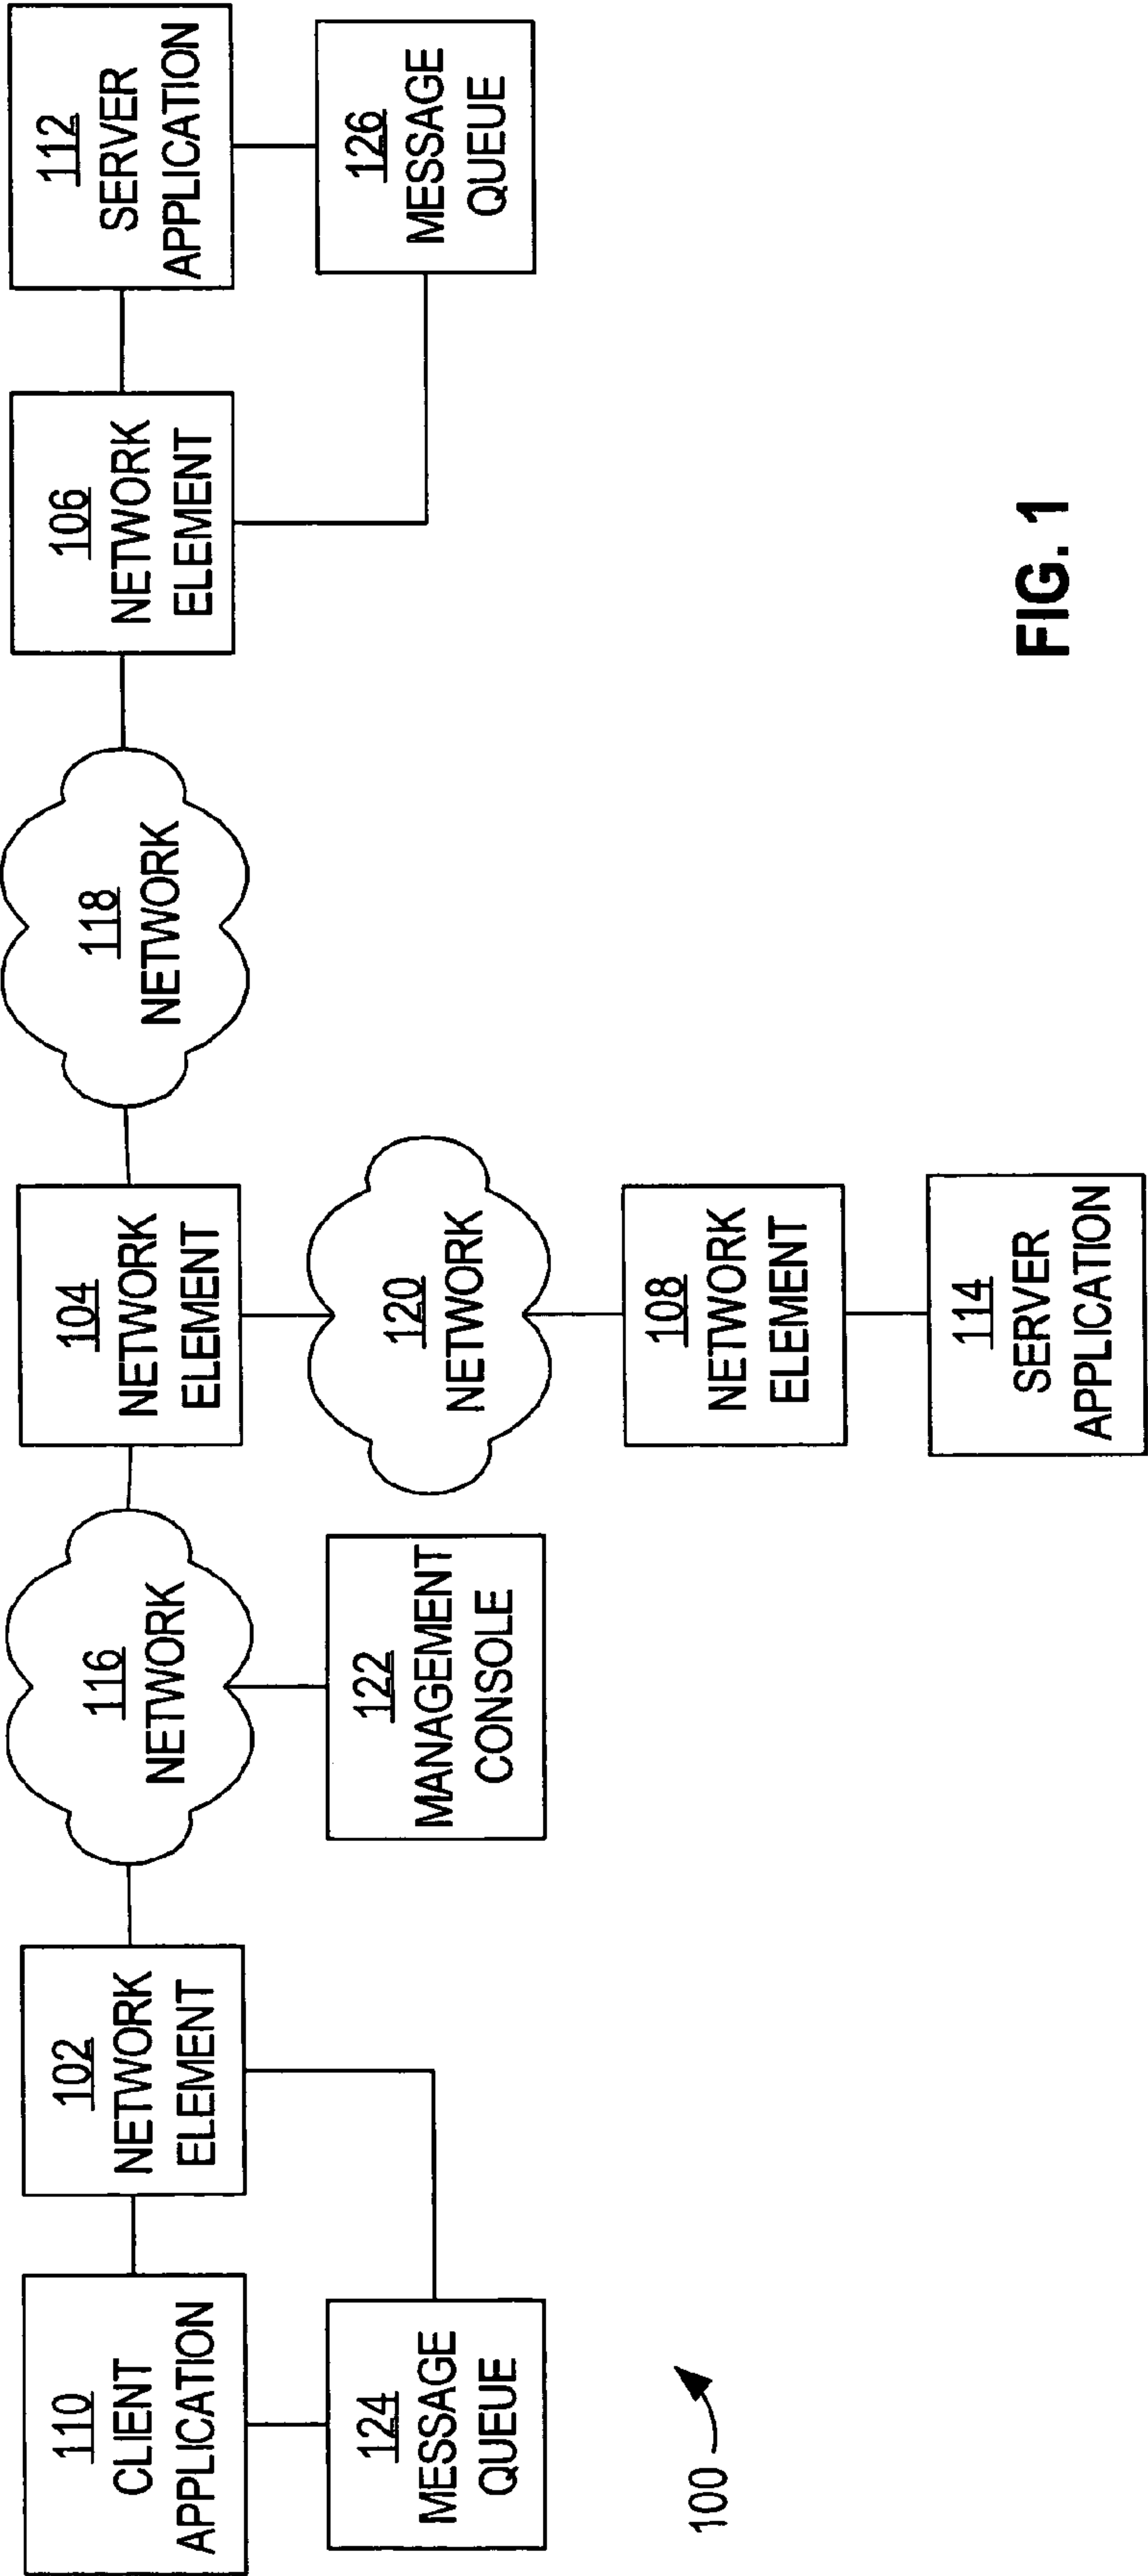 110
CLIENT
APPLICATION
102
NETWORK
ELEMENT
116
NETWORK
104
NETWORK
ELEMENT
118
NETWORK
106
NETWORK
ELEMENT
112
SERVER
APPLICATION
124
MESSAGE
QUEUE
122
MANAGEMENT
CONSOLE
120
NETWORK
126
MESSAGE
QUEUE
108
NETWORK
ELEMENT
114
SERVER
APPLICATION
100
FIG. 1